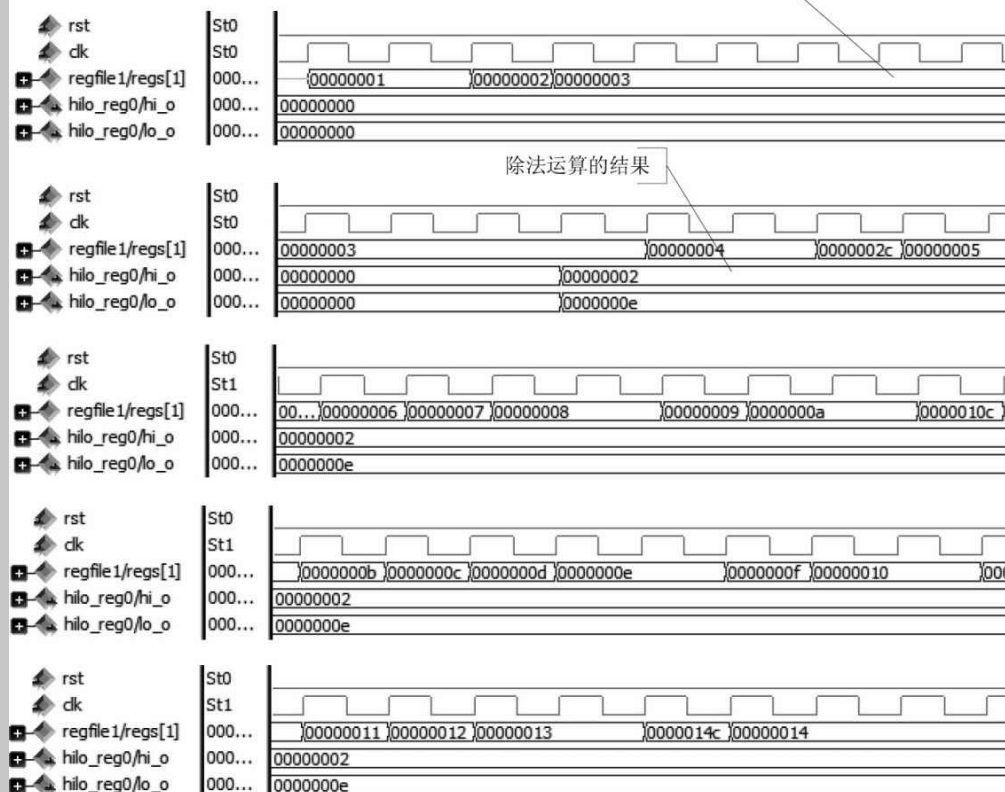 rst St0
clk St0
regfile1/regs[1] 000... 00000001 00000002 00000003
hilo_reg0/hi_o 000... 00000000
hilo_reg0/lo_o 000... 00000000
除法运算的结果
rst St0
clk St0
regfile1/regs[1] 000... 00000003 00000004 0000002c 00000005
hilo_reg0/hi_o 000... 00000000 00000002
hilo_reg0/lo_o 000... 00000000 0000000e
rst St0
clk St1
regfile1/regs[1] 000... 00... 00000006 00000007 00000008 00000009 0000000a 0000010c
hilo_reg0/hi_o 000... 00000002
hilo_reg0/lo_o 000... 0000000e
rst St0
clk St1
regfile1/regs[1] 000... 0000000b 0000000c 0000000d 0000000e 0000000f 00000010 00
hilo_reg0/hi_o 000... 00000002
hilo_reg0/lo_o 000... 0000000e
rst St0
clk St1
regfile1/regs[1] 000... 00000011 00000012 00000013 0000014c 00000014
hilo_reg0/hi_o 000... 00000002
hilo_reg0/lo_o 000... 0000000e